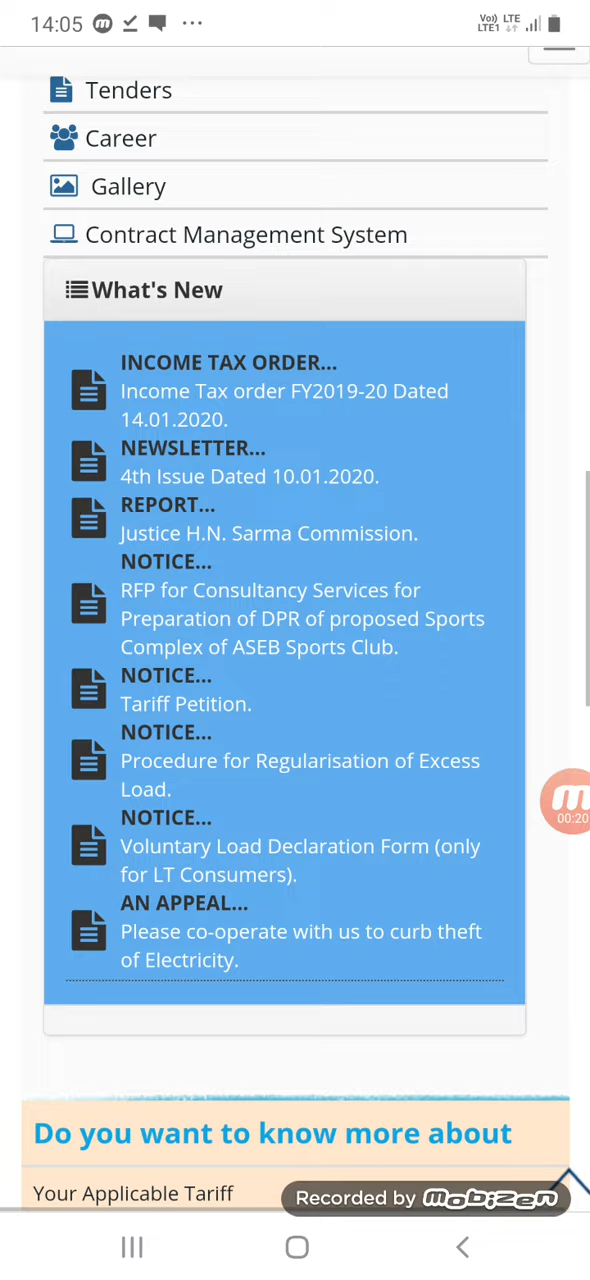 14:05
Vo)) LTE
LTE1
Tenders
Career
Gallery
Contract Management System
What's New
INCOME TAX ORDER...
Income Tax order FY2019-20 Dated
14.01.2020.
NEWSLETTER...
4th Issue Dated 10.01.2020.
REPORT...
Justice H.N. Sarma Commission.
NOTICE...
RFP for Consultancy Services for
Preparation of DPR of proposed Sports
Complex of ASEB Sports Club.
NOTICE...
Tariff Petition.
NOTICE...
Procedure for Regularisation of Excess
Load.
00:20
NOTICE...
Voluntary Load Declaration Form (only
for LT Consumers).
AN APPEAL...
Please co-operate with us to curb theft
of Electricity.
Do you want to know more about
Your Applicable Tariff
Recorded by mobizen